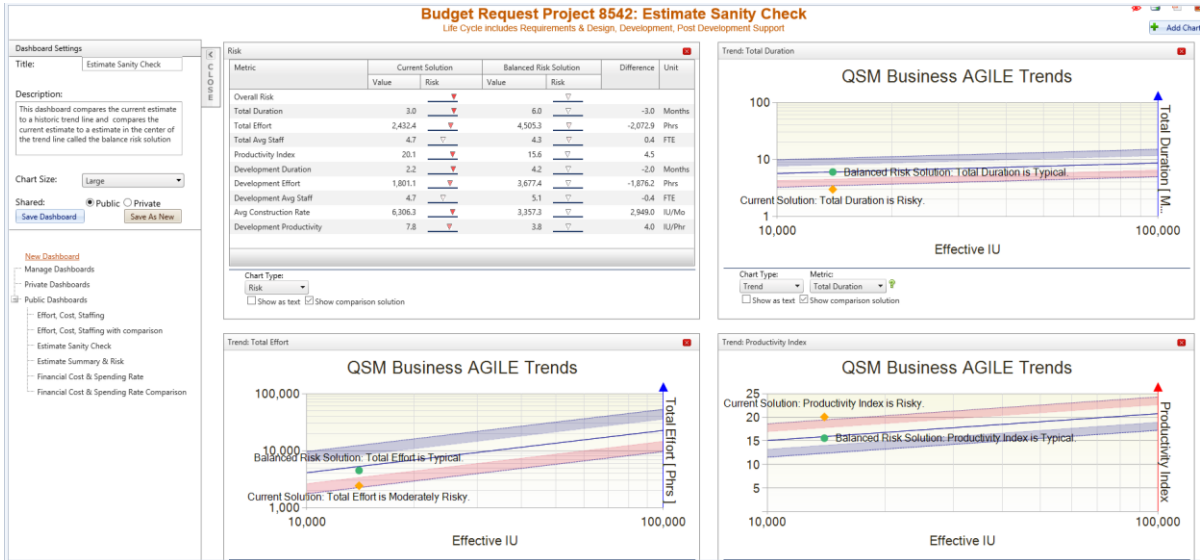 Budget Request Project 8542: Estimate Sanity Check
Life Cycle includes Requirements & Design, Development, Post Development Support
Add Chart
Dashboard Settings
Title:
Estimate Sanity Check
Description:
This dashboard compares the current estimate
to a historic trend line and compares the
current estimate to a estimate in the center of
the trend line called the balance risk solution
Chart Size:
Large
Shared:
Public
Private
Save Dashboard
Save As New
New Dashboard
Manage Dashboards
Private Dashboards
Public Dashboards
Effort, Cost, Staffing
Effort, Cost, Staffing with comparison
Estimate Sanity Check
Estimate Summary & Risk
Financial Cost & Spending Rate
Financial Cost & Spending Rate Comparison
< CLOSE
Risk
Metric Current Solution Balanced Risk Solution Difference Unit
Value Risk Value Risk
Overall Risk
Total Duration 3.0 6.0 -3.0 Months
Total Effort 2,432.4 4,505.3 -2,072.9 Phrs
Total Avg Staff 4.7 4.3 0.4 FTE
Productivity Index 20.1 15.6 4.5
Development Duration 2.2 4.2 -2.0 Months
Development Effort 1,801.1 3,677.4 -1,876.2 Phrs
Development Avg Staff 4.7 5.1 -0.4 FTE
Avg Construction Rate 6,306.3 3,357.3 2,949.0 IU/Mo
Development Productivity 7.8 3.8 4.0 IU/Phr
Chart Type:
Risk
Show as text Show comparison solution
Trend: Total Duration
QSM Business AGILE Trends
100
10
1
Balanced Risk Solution: Total Duration is Typical.
Current Solution: Total Duration is Risky.
10,000
100,000
Effective IU
Total Duration [ M..
Chart Type: Metric:
Trend Total Duration
Show as text Show comparison solution
Trend: Total Effort
QSM Business AGILE Trends
100,000
10,000
1,000
Balanced Risk Solution: Total Effort is Typical.
Current Solution: Total Effort is Moderately Risky.
10,000
100,000
Effective IU
Total Effort [ Phrs ]
Trend: Productivity Index
QSM Business AGILE Trends
25
20
15
10
5
Current Solution: Productivity Index is Risky.
Balanced Risk Solution: Productivity Index is Typical.
10,000
100,000
Effective IU
Productivity Index